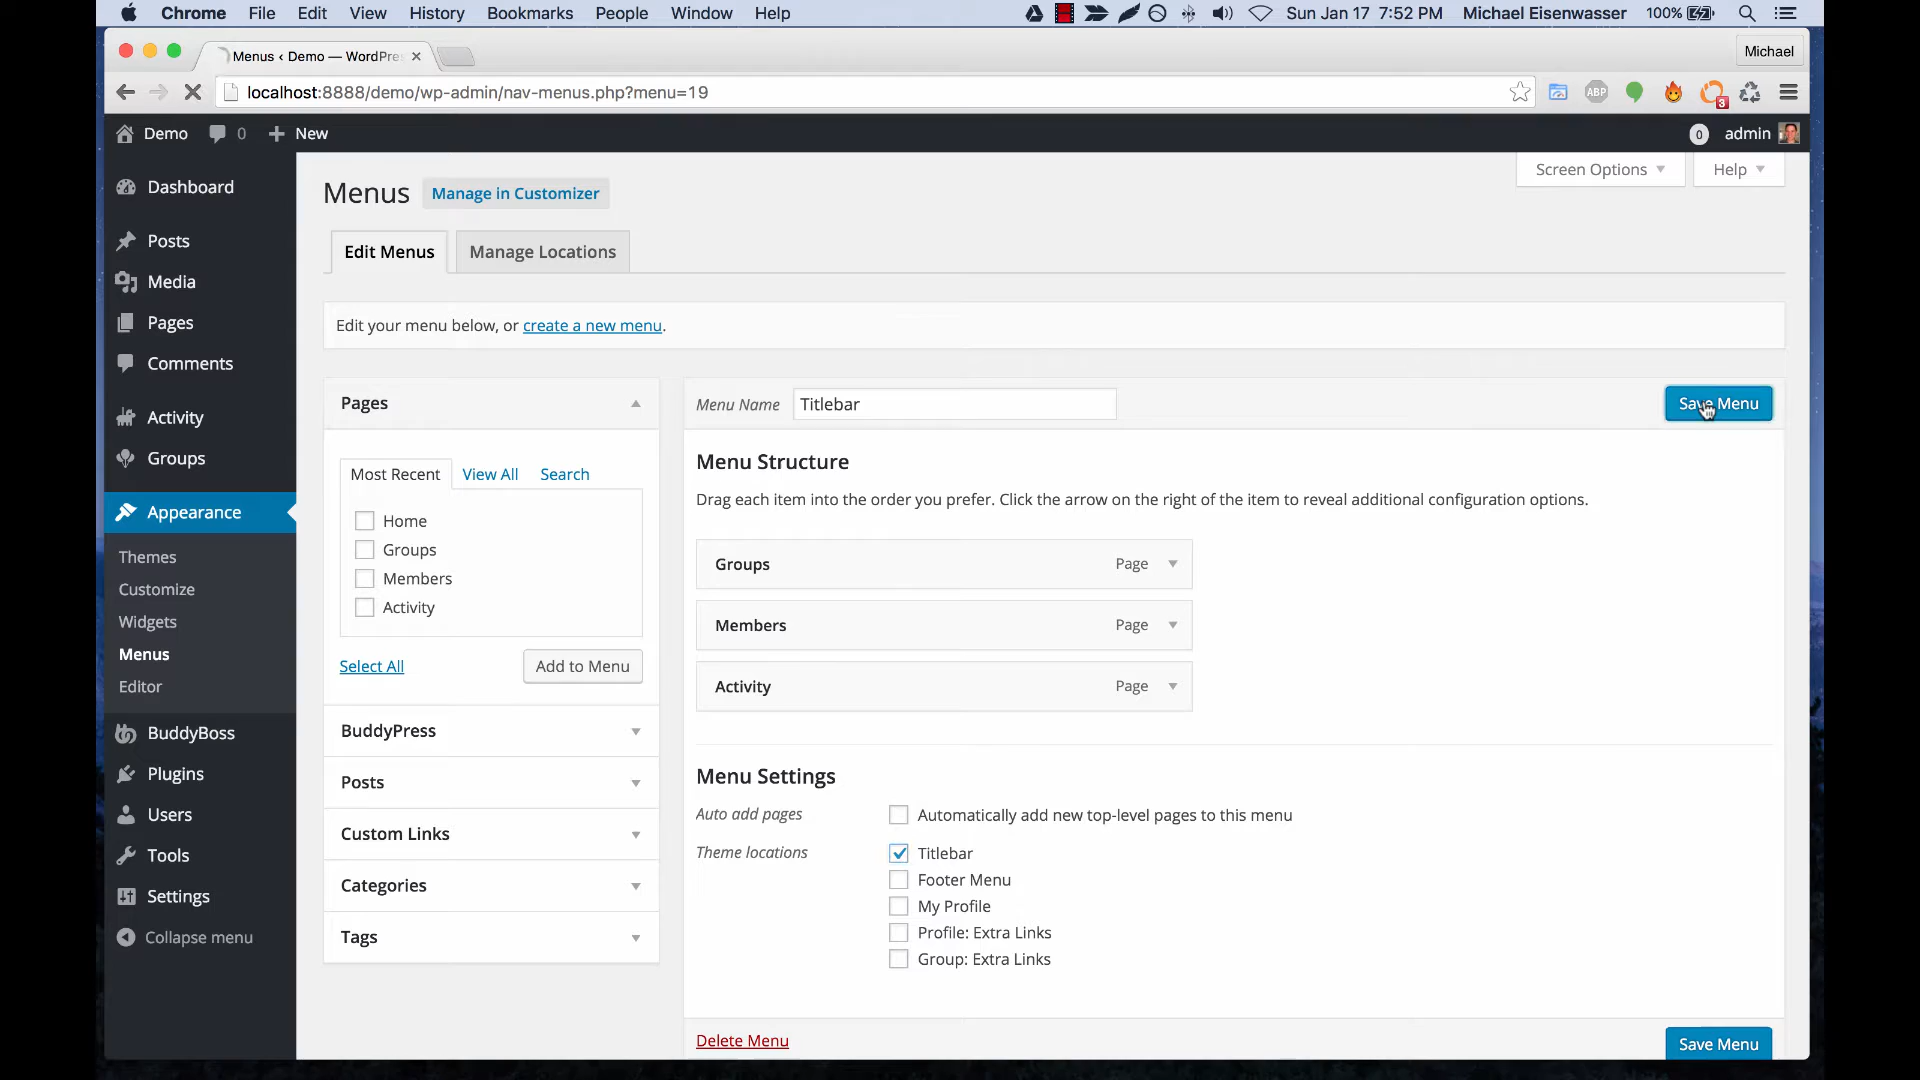 Chrome File Edit View History Bookmarks People Window Help Sun Jan 17 7:52 PM Michael Eisenwasser 100%
Menus ‹ Demo — WordPre Michael
localhost:8888/demo/wp-admin/nav-menus.php?menu=19 ABP 3
Demo 0 New 0 admin
Screen Options Help
Menus Manage in Customizer
Edit Menus Manage Locations
Edit your menu below, or create a new menu.
Dashboard
Posts
Media
Pages
Comments
Activity
Groups
Appearance
Themes
Customize
Widgets
Menus
Editor
BuddyBoss
Plugins
Users
Tools
Settings
Collapse menu
Pages
Most Recent View All Search
Home
Groups
Members
Activity
Select All Add to Menu
BuddyPress
Posts
Custom Links
Categories
Tags
Menu Name Titlebar Save Menu
Menu Structure
Drag each item into the order you prefer. Click the arrow on the right of the item to reveal additional configuration options.
Groups Page
Members Page
Activity Page
Menu Settings
Auto add pages Automatically add new top-level pages to this menu
Theme locations Titlebar
Footer Menu
My Profile
Profile: Extra Links
Group: Extra Links
Delete Menu Save Menu